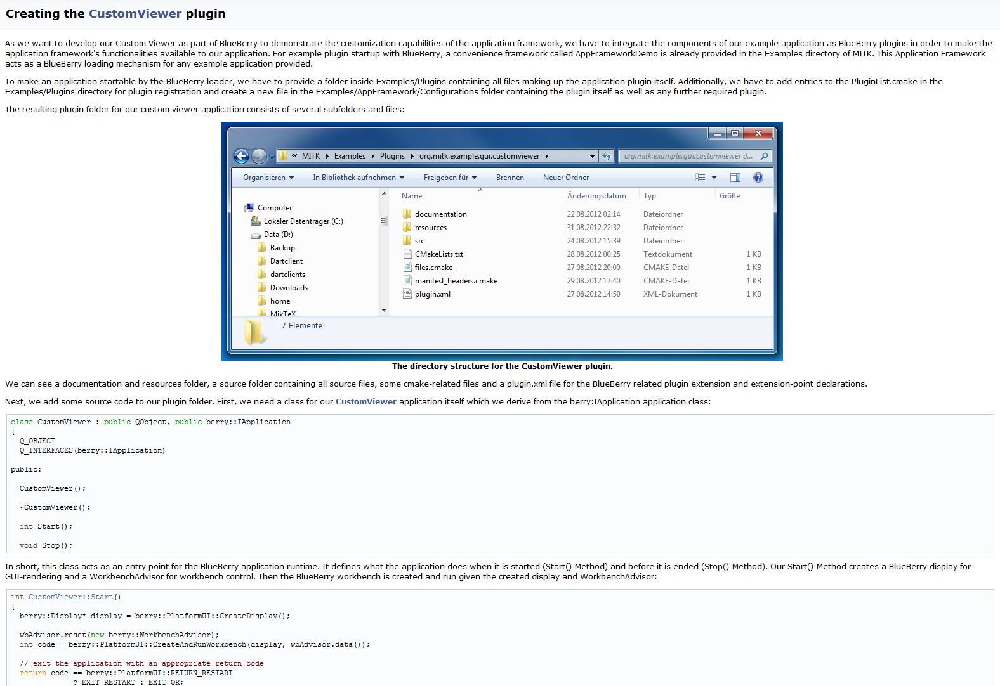 Creating the CustomViewer plugin
As we want to develop our Custom Viewer as part of BlueBerry to demonstrate the customization capabilities of the application framework, we have to integrate the components of our example application as BlueBerry plugins in order to make the
application framework's functionalities available to our application. For example plugin startup with BlueBerry, a convenience framework called AppFrameworkDemo is already provided in the Examples directory of MITK. This Application Framework
acts as a BlueBerry loading mechanism for any example application provided.
To make an application startable by the BlueBerry loader, we have to provide a folder inside Examples/Plugins containing all files making up the application plugin itself. Additionally, we have to add entries to the PluginList.cmake in the
Examples/Plugins directory for plugin registration and create a new file in the Examples/AppFramework/Configurations folder containing the plugin itself as well as any further required plugin.
The resulting plugin folder for our custom viewer application consists of several subfolders and files:
« MITK Examples Plugins org.mitk.example.gui.customviewer org.mitk.example.gui.customviewer d...
Organisieren In Bibliothek aufnehmen Freigeben für Brennen Neuer Ordner
Computer
Lokaler Datenträger (C:)
Data (D:)
Backup
Dartclient
dartclients
Downloads
home
MikTeX
Name Änderungsdatum Typ Größe
documentation 22.08.2012 02:14 Dateiordner
resources 31.08.2012 22:32 Dateiordner
src 24.08.2012 15:39 Dateiordner
CMakeLists.txt 28.08.2012 00:25 Textdokument 1 KB
files.cmake 27.08.2012 20:00 CMAKE-Datei 1 KB
manifest_headers.cmake 29.08.2012 17:40 CMAKE-Datei 1 KB
plugin.xml 27.08.2012 14:50 XML-Dokument 1 KB
7 Elemente
The directory structure for the CustomViewer plugin.
We can see a documentation and resources folder, a source folder containing all source files, some cmake-related files and a plugin.xml file for the BlueBerry related plugin extension and extension-point declarations.
Next, we add some source code to our plugin folder. First, we need a class for our CustomViewer application itself which we derive from the berry:IApplication application class:
class CustomViewer : public QObject, public berry::IApplication
{
Q_OBJECT
Q_INTERFACES(berry::IApplication)
public:
CustomViewer();
~CustomViewer();
int Start();
void Stop();
In short, this class acts as an entry point for the BlueBerry application runtime. It defines what the application does when it is started (Start()-Method) and before it is ended (Stop()-Method). Our Start()-Method creates a BlueBerry display for
GUI-rendering and a WorkbenchAdvisor for workbench control. Then the BlueBerry workbench is created and run given the created display and WorkbenchAdvisor:
int CustomViewer::Start()
{
berry::Display* display = berry::PlatformUI::CreateDisplay();
wbAdvisor.reset(new berry::WorkbenchAdvisor);
int code = berry::PlatformUI::CreateAndRunWorkbench(display, wbAdvisor.data());
// exit the application with an appropriate return code
return code == berry::PlatformUI::RETURN_RESTART
? EXIT_RESTART : EXIT_OK;